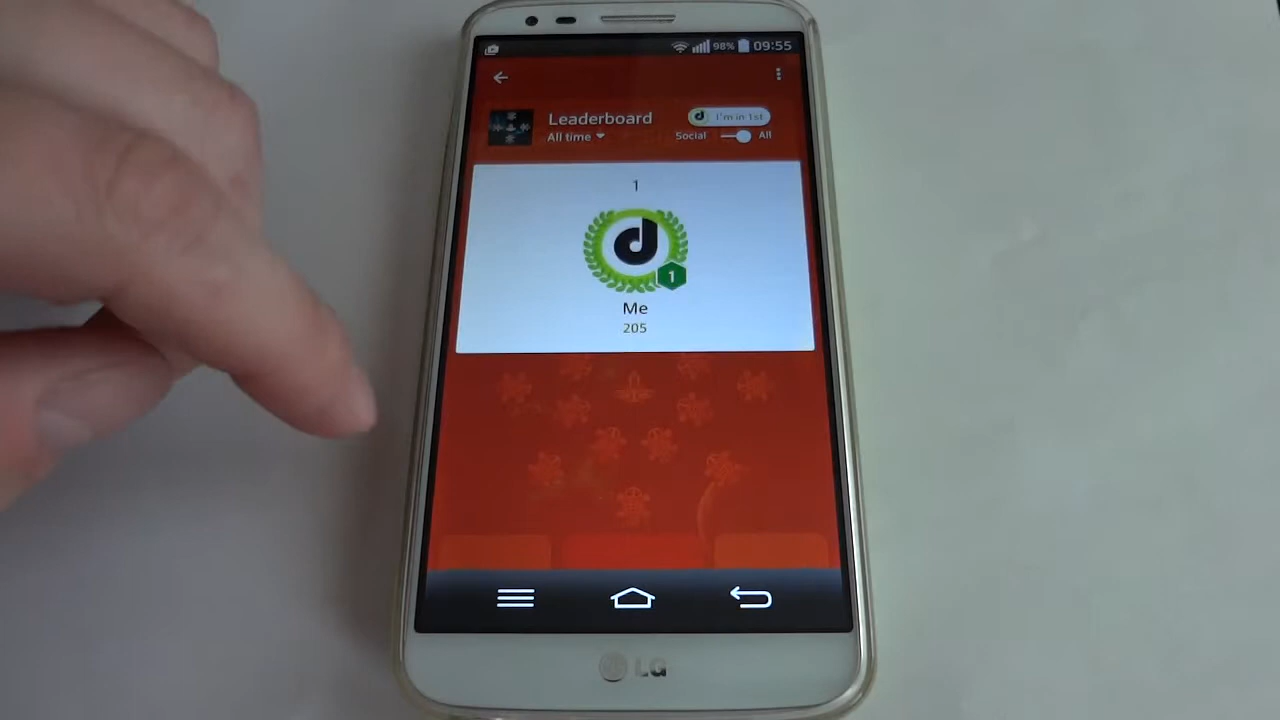 98% 09:55
Leaderboard
d I'm in 1st
All time
Social All
1
d
1
Me
205
LG